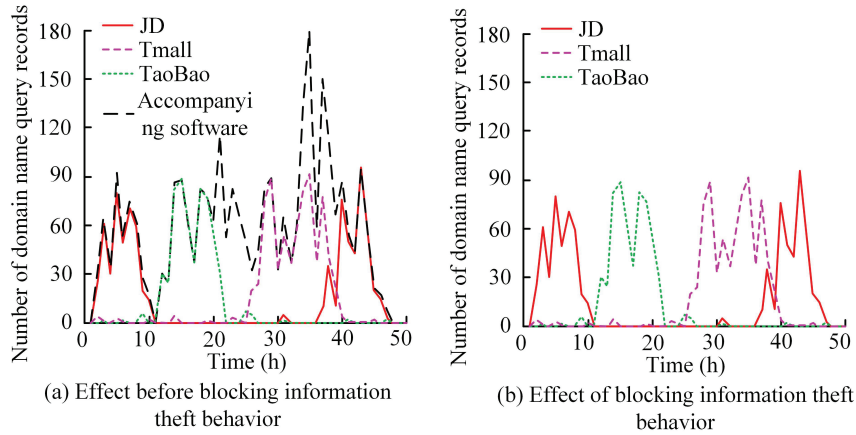 Number of domain name query records
180
150
120
90
60
30
0
JD
Tmall
TaoBao
Accompanyi
ng software
0 10 20 30 40 50
Time (h)
(a) Effect before blocking information
theft behavior
Number of domain name query records
180
150
120
90
60
30
0
JD
Tmall
TaoBao
0 10 20 30 40 50
Time (h)
(b) Effect of blocking information theft
behavior